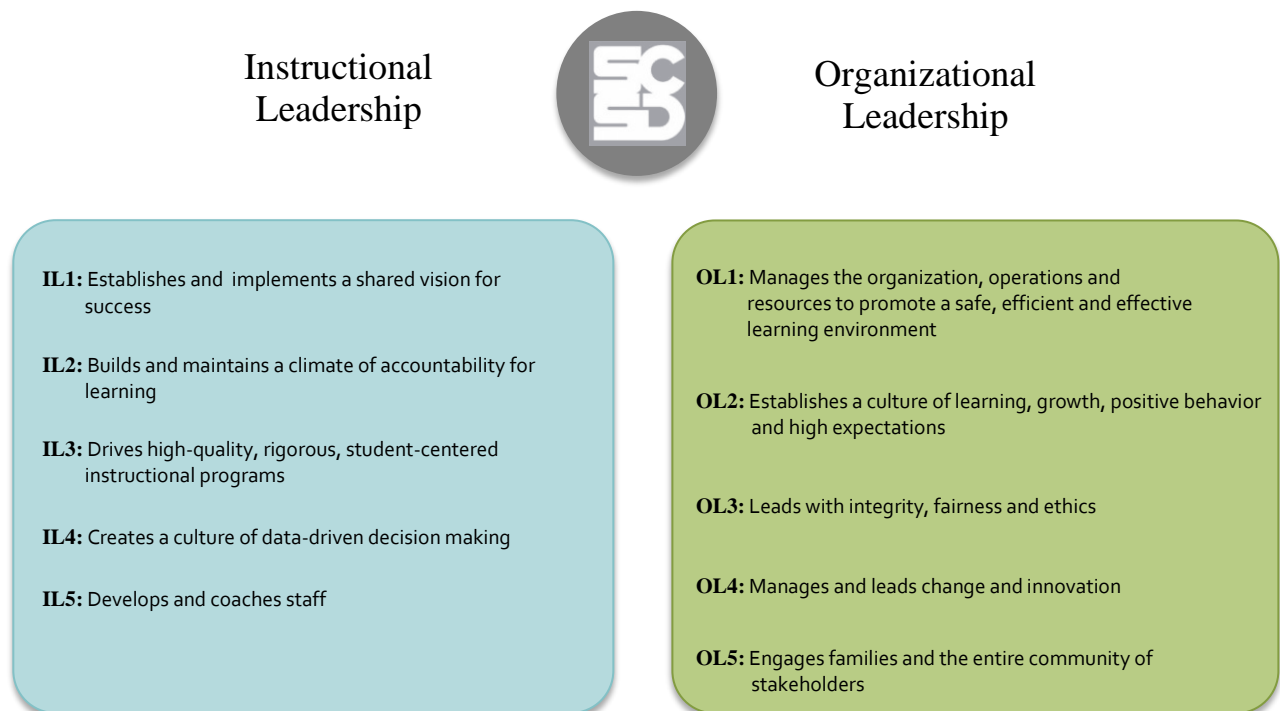 Instructional
Leadership
SC
SD
Organizational
Leadership
IL1: Establishes and implements a shared vision for
success
IL2: Builds and maintains a climate of accountability for
learning
IL3: Drives high-quality, rigorous, student-centered
instructional programs
IL4: Creates a culture of data-driven decision making
IL5: Develops and coaches staff
OL1: Manages the organization, operations and
resources to promote a safe, efficient and effective
learning environment
OL2: Establishes a culture of learning, growth, positive behavior
and high expectations
OL3: Leads with integrity, fairness and ethics
OL4: Manages and leads change and innovation
OL5: Engages families and the entire community of
stakeholders